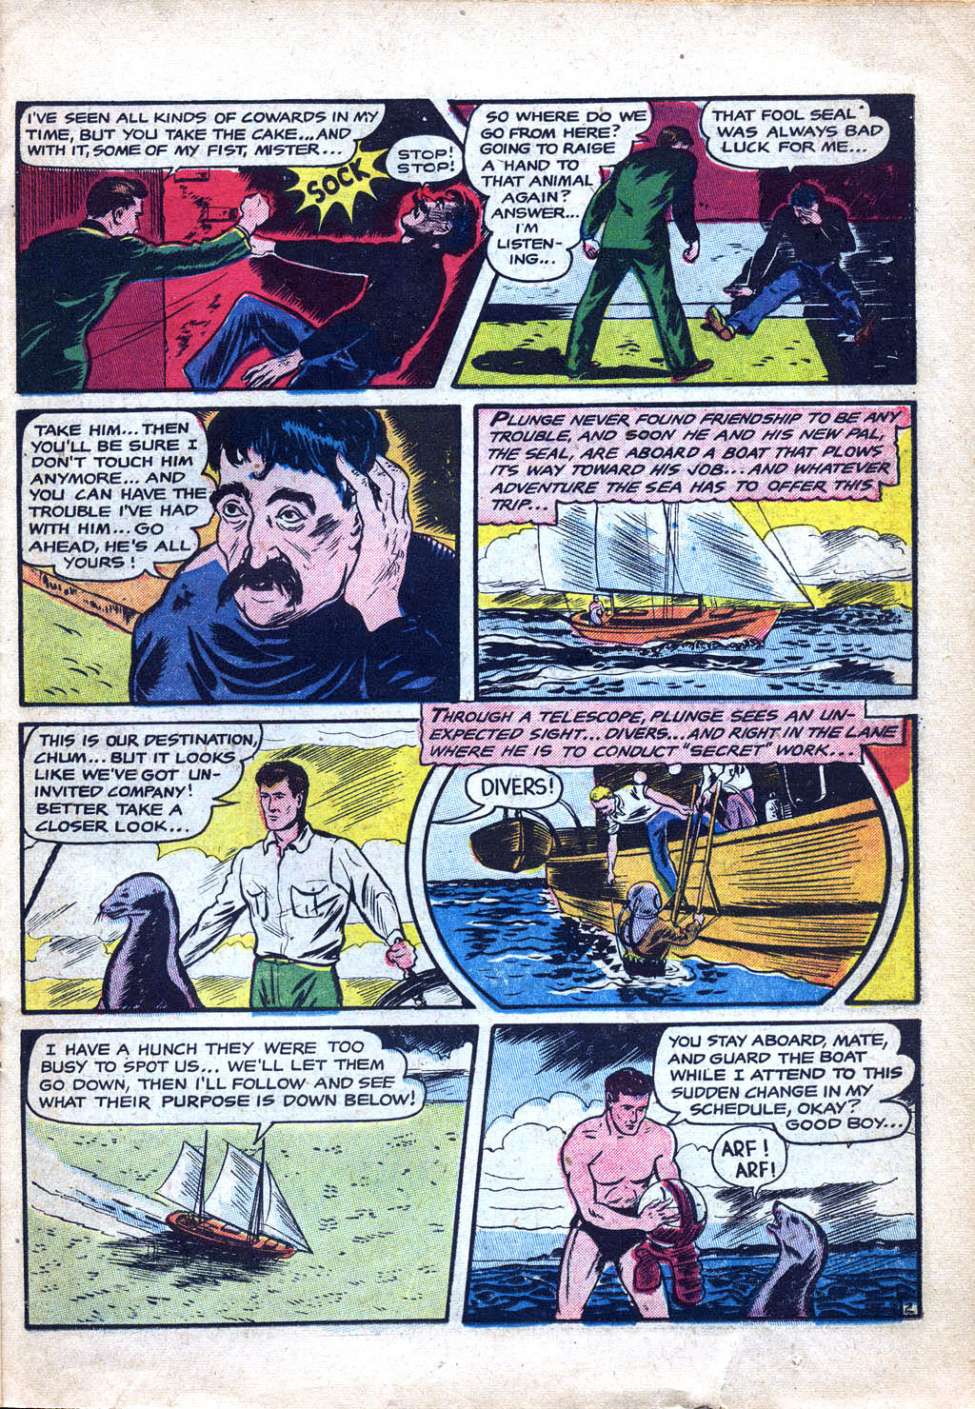 I'VE SEEN ALL KINDS OF COWARDS IN MY
TIME, BUT YOU TAKE THE CAKE...AND
WITH IT, SOME OF MY FIST, MISTER...
SOCK
STOP!
STOP!
SO WHERE DO WE
GO FROM HERE?
GOING TO RAISE
A HAND TO
THAT ANIMAL
AGAIN?
ANSWER...
I'M
LISTEN-
ING...
THAT FOOL SEAL
WAS ALWAYS BAD
LUCK FOR ME...
TAKE HIM...THEN
YOU'LL BE SURE I
DON'T TOUCH HIM
ANYMORE...AND
YOU CAN HAVE THE
TROUBLE I'VE HAD
WITH HIM...GO
AHEAD, HE'S ALL
YOURS!
PLUNGE NEVER FOUND FRIENDSHIP TO BE ANY
TROUBLE, AND SOON HE AND HIS NEW PAL,
THE SEAL, ARE ABOARD A BOAT THAT PLOWS
ITS WAY TOWARD HIS JOB...AND WHATEVER
ADVENTURE THE SEA HAS TO OFFER THIS
TRIP...
THIS IS OUR DESTINATION,
CHUM...BUT IT LOOKS
LIKE WE'VE GOT UN-
INVITED COMPANY!
BETTER TAKE A
CLOSER LOOK...
THROUGH A TELESCOPE, PLUNGE SEES AN UN-
EXPECTED SIGHT...DIVERS...AND RIGHT IN THE LANE
WHERE HE IS TO CONDUCT "SECRET" WORK...
DIVERS!
I HAVE A HUNCH THEY WERE TOO
BUSY TO SPOT US... WE'LL LET THEM
GO DOWN, THEN I'LL FOLLOW AND SEE
WHAT THEIR PURPOSE IS DOWN BELOW!
YOU STAY ABOARD, MATE,
AND GUARD THE BOAT
WHILE I ATTEND TO THIS
SUDDEN CHANGE IN MY
SCHEDULE, OKAY?
GOOD BOY...
ARF!
ARF!
2